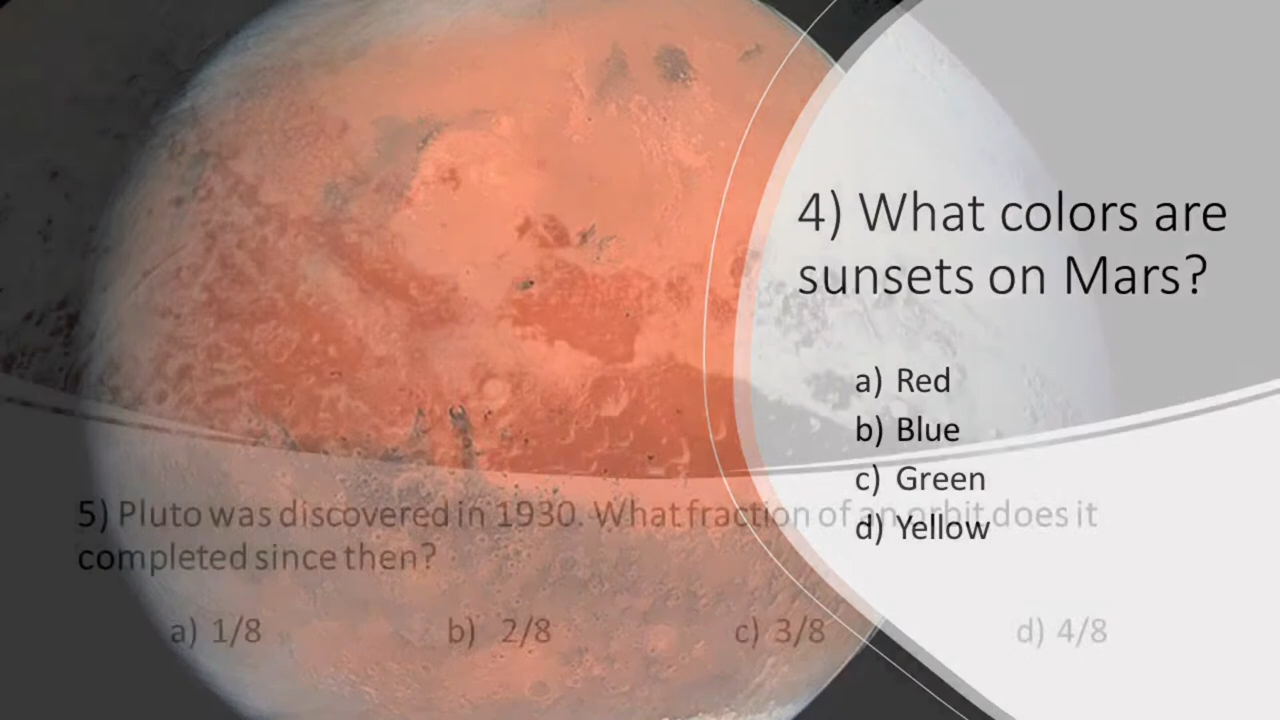 4) What colors are
sunsets on Mars?
a) Red
b) Blue
c) Green
d) Yellow
5) Pluto was discovered in 1930. What fraction of an orbit does it
completed since then?
a) 1/8
b) 2/8
c) 3/8
d) 4/8